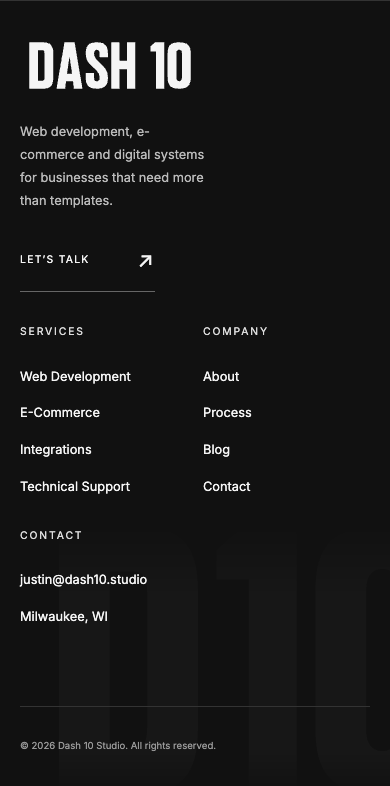 DASH 10
Web development, e-
commerce and digital systems
for businesses that need more
than templates.
LET'S TALK
SERVICES
Web Development
E-Commerce
Integrations
Technical Support
COMPANY
About
Process
Blog
Contact
CONTACT
justin@dash10.studio
Milwaukee, WI
D10
© 2026 Dash 10 Studio. All rights reserved.